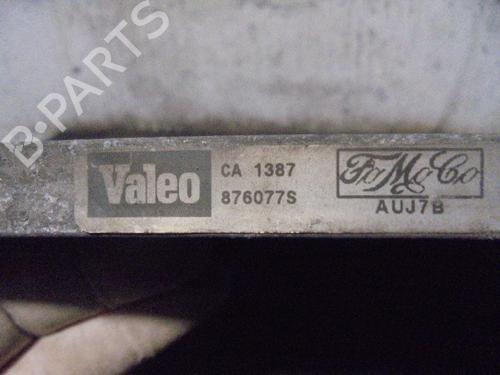 B-PARTS
Valeo
CA 1387
876077S
FoMoCo
AUJ7B